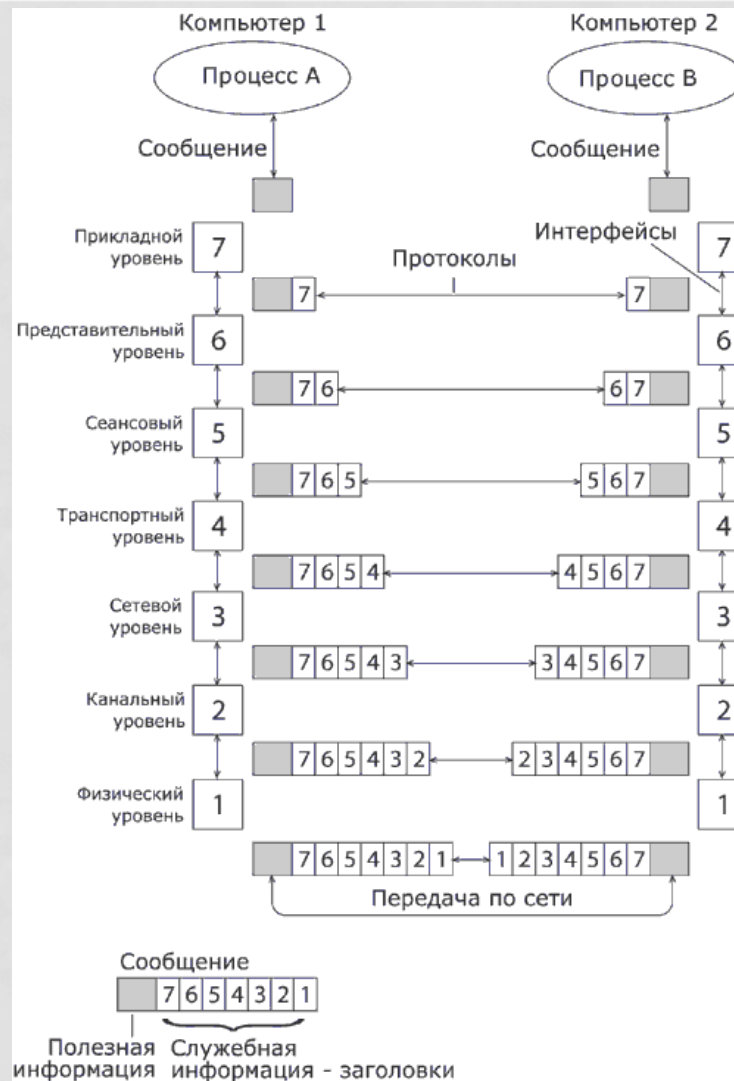 Компьютер 1
Компьютер 2
Процесс А
Процесс В
Сообщение
Сообщение
Прикладной
уровень
7
Протоколы
Интерфейсы
7
7
7
Представительный
уровень
6
6
7 6
6 7
Сеансовый
уровень
5
5
7 6 5
5 6 7
Транспортный
уровень
4
4
7 6 5 4
4 5 6 7
Сетевой
уровень
3
3
7 6 5 4 3
3 4 5 6 7
Канальный
уровень
2
2
7 6 5 4 3 2
2 3 4 5 6 7
Физический
уровень
1
1
7 6 5 4 3 2 1
1 2 3 4 5 6 7
Передача по сети
Сообщение
7 6 5 4 3 2 1
Полезная
информация
Служебная
информация - заголовки